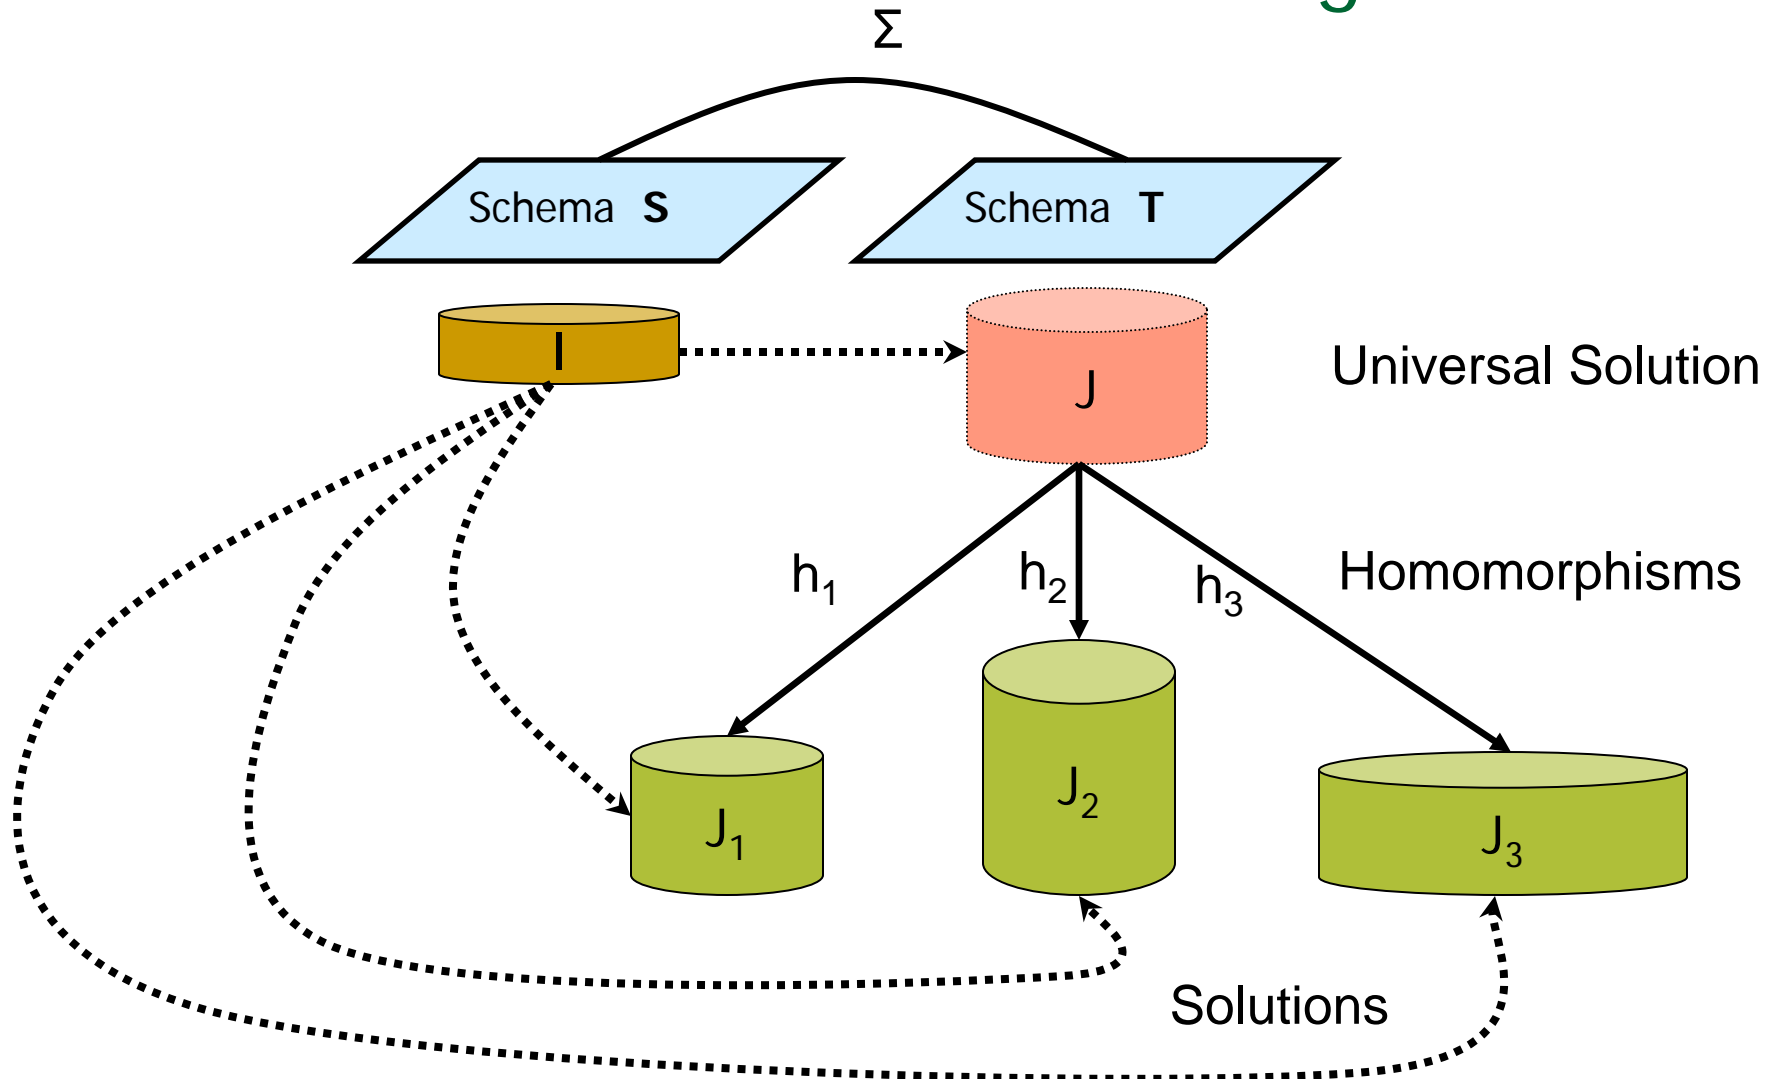 Σ
Schema S
Schema T
I
J
Universal Solution
h₁
h₂
h₃
Homomorphisms
J₁
J₂
J₃
Solutions